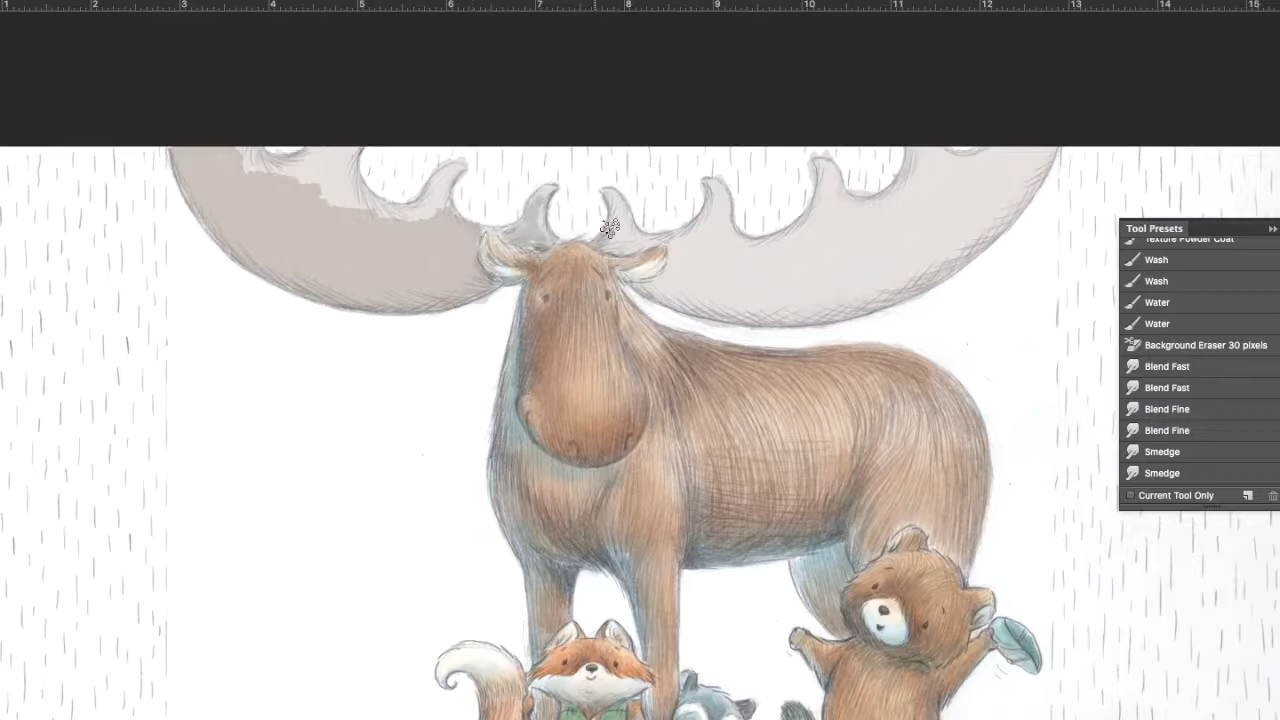 1 2 3 4 5 6 7 8 9 10 11 12 13 14 15
Tool Presets
Texture Powder Coat
Wash
Wash
Water
Water
Background Eraser 30 pixels
Blend Fast
Blend Fast
Blend Fine
Blend Fine
Smedge
Smedge
Current Tool Only